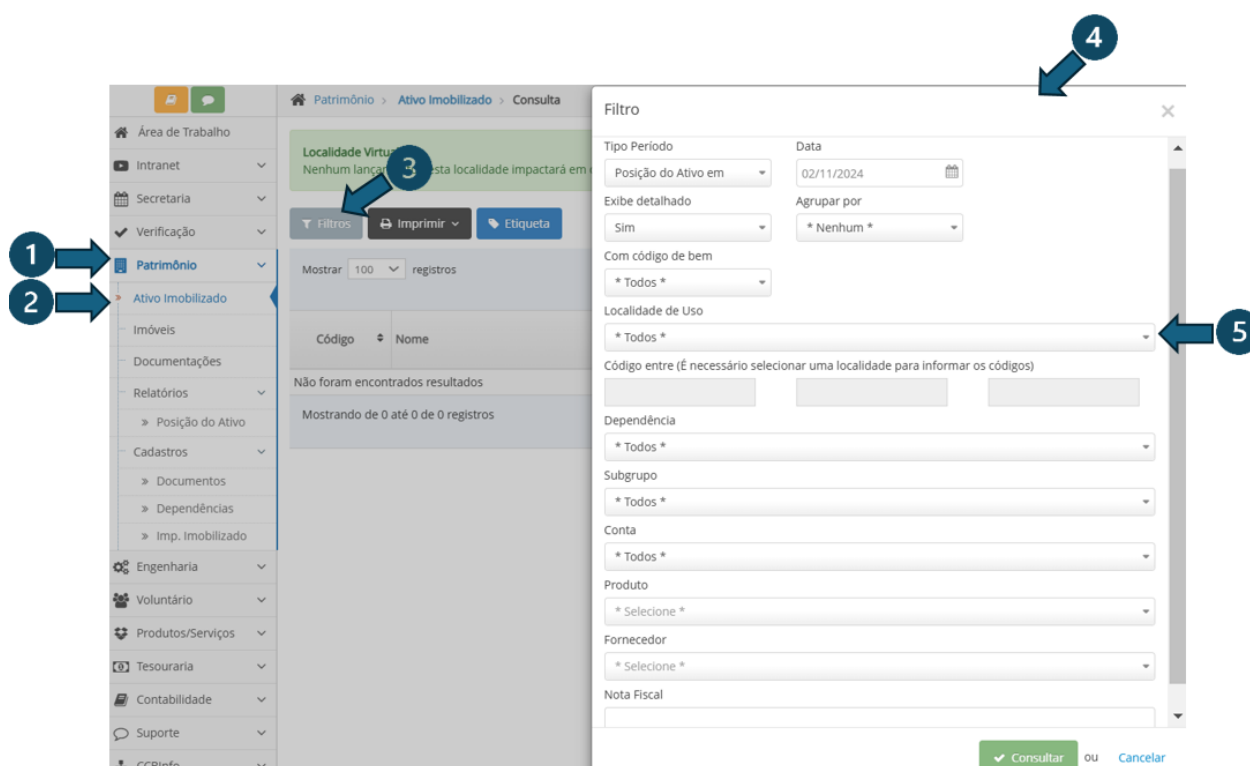 4
Patrimônio > Ativo Imobilizado > Consulta
Filtro
×
Área de Trabalho
Intranet
Secretaria
Verificação
1
Patrimônio
2
Ativo Imobilizado
Imóveis
Documentações
Relatórios
» Posição do Ativo
Cadastros
» Documentos
» Dependências
» Imp. Imobilizado
Engenharia
Voluntário
Produtos/Serviços
Tesouraria
Contabilidade
Suporte
CCBInfo
Localidade Virtu
Nenhum lança esta localidade impactará em
3
Filtros
Imprimir
Etiqueta
Mostrar 100 registros
Código Nome
Não foram encontrados resultados
Mostrando de 0 até 0 de 0 registros
Tipo Período Data
Posição do Ativo em 02/11/2024
Exibe detalhado Agrupar por
Sim * Nenhum *
Com código de bem
* Todos *
Localidade de Uso
* Todos *
5
Código entre (É necessário selecionar uma localidade para informar os códigos)
Dependência
* Todos *
Subgrupo
* Todos *
Conta
* Todos *
Produto
* Selecione *
Fornecedor
* Selecione *
Nota Fiscal
Consultar ou Cancelar